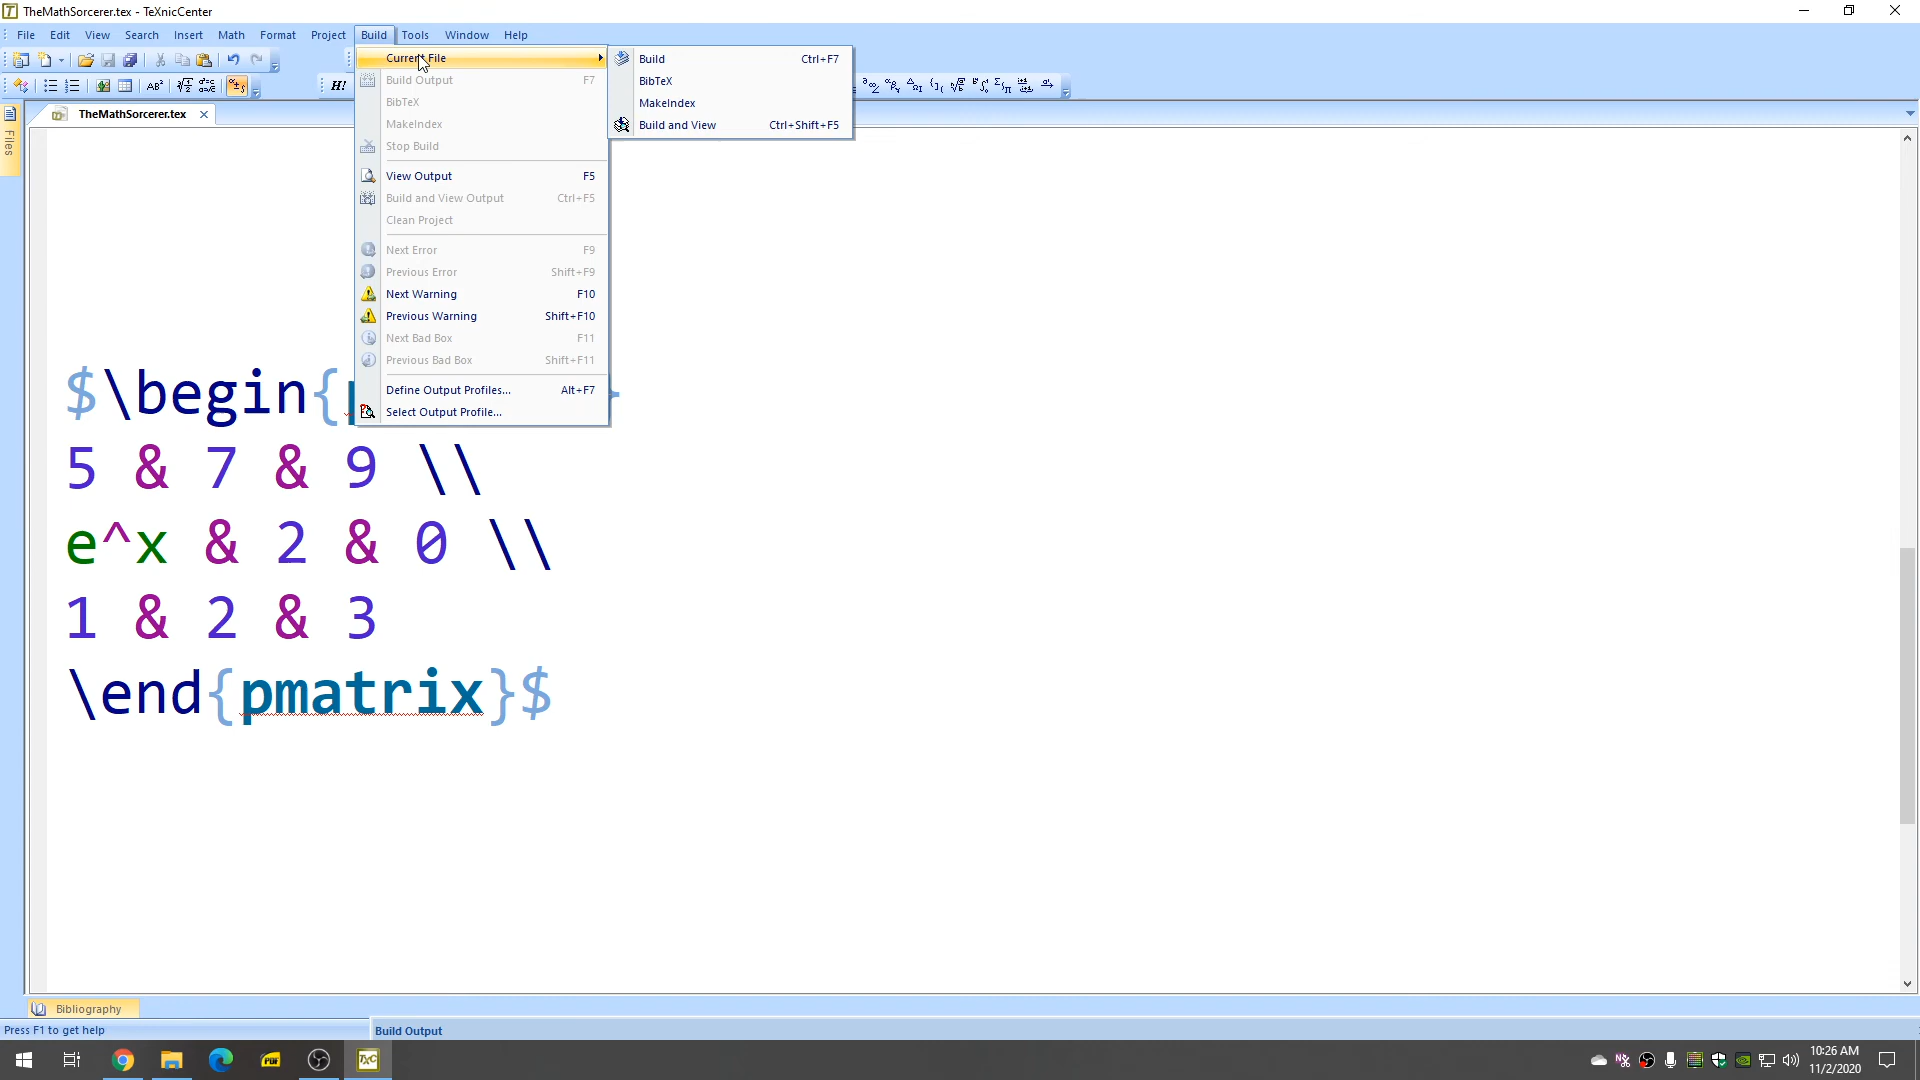 TheMathSorcerer.tex - TeXnicCenter
File Edit View Search Insert Math Format Project Build Tools Window Help
Current File
Build Output F7
BibTeX
MakeIndex
Stop Build
View Output F5
Build and View Output Ctrl+F5
Clean Project
Next Error F9
Previous Error Shift+F9
Next Warning F10
Previous Warning Shift+F10
Next Bad Box F11
Previous Bad Box Shift+F11
Define Output Profiles... Alt+F7
Select Output Profile...
Build Ctrl+F7
BibTeX
MakeIndex
Build and View Ctrl+Shift+F5
TheMathSorcerer.tex
Files
$\begin{
5 & 7 & 9 \\
e^x & 2 & 0 \\
1 & 2 & 3
\end{pmatrix}$
Bibliography
Press F1 to get help
Build Output
10:26 AM
11/2/2020